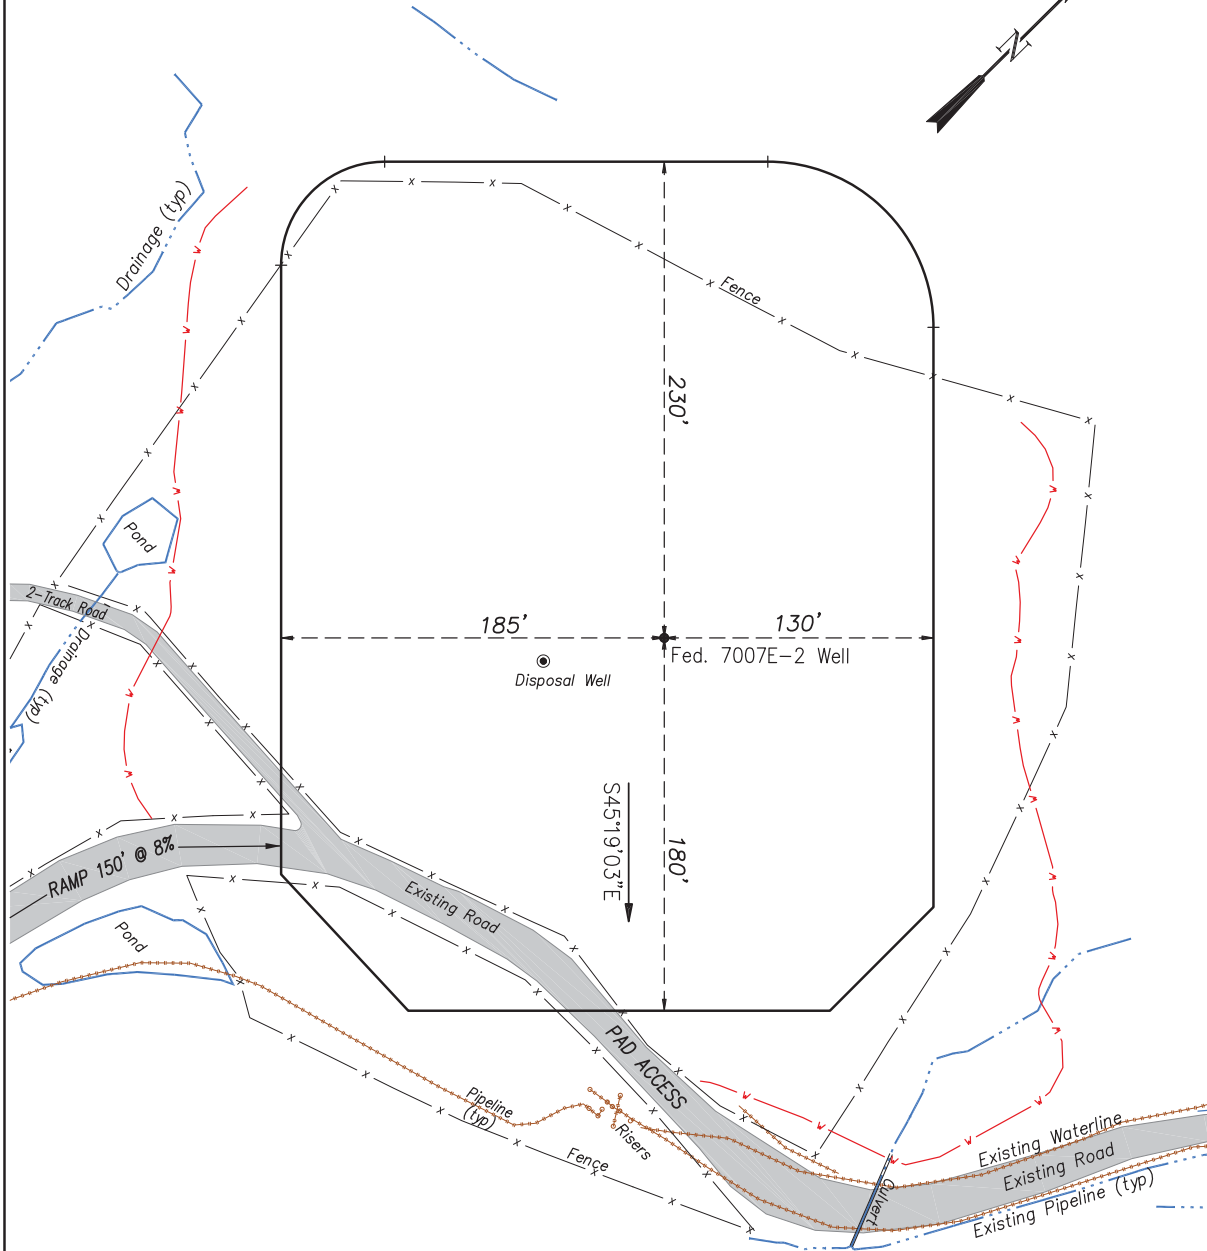 N
Drainage (typ)
Fence
230'
Pond
2-Track Road
Drainage (typ)
185'
130'
Fed. 7007E-2 Well
Disposal Well
S45°19'03"E
180'
RAMP 150' @ 8%
Existing Road
Pond
PAD ACCESS
Pipeline
(typ)
Risers
Fence
Existing Waterline
Existing Road
Existing Pipeline (typ)
Culvert